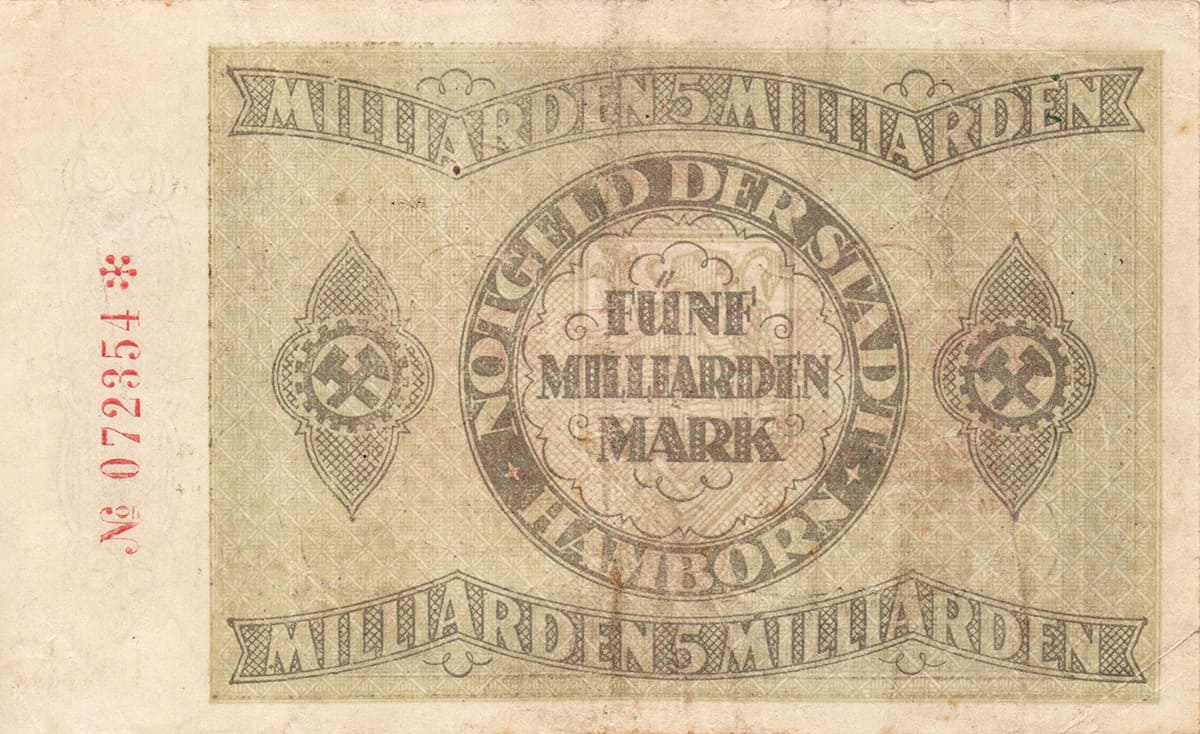 MILLIARDEN 5 MILLIARDEN
NOTGELD DER STADT
FÜNF
MILLIARDEN
MARK
HAMBORN
MILLIARDEN 5 MILLIARDEN
№ 072354 *